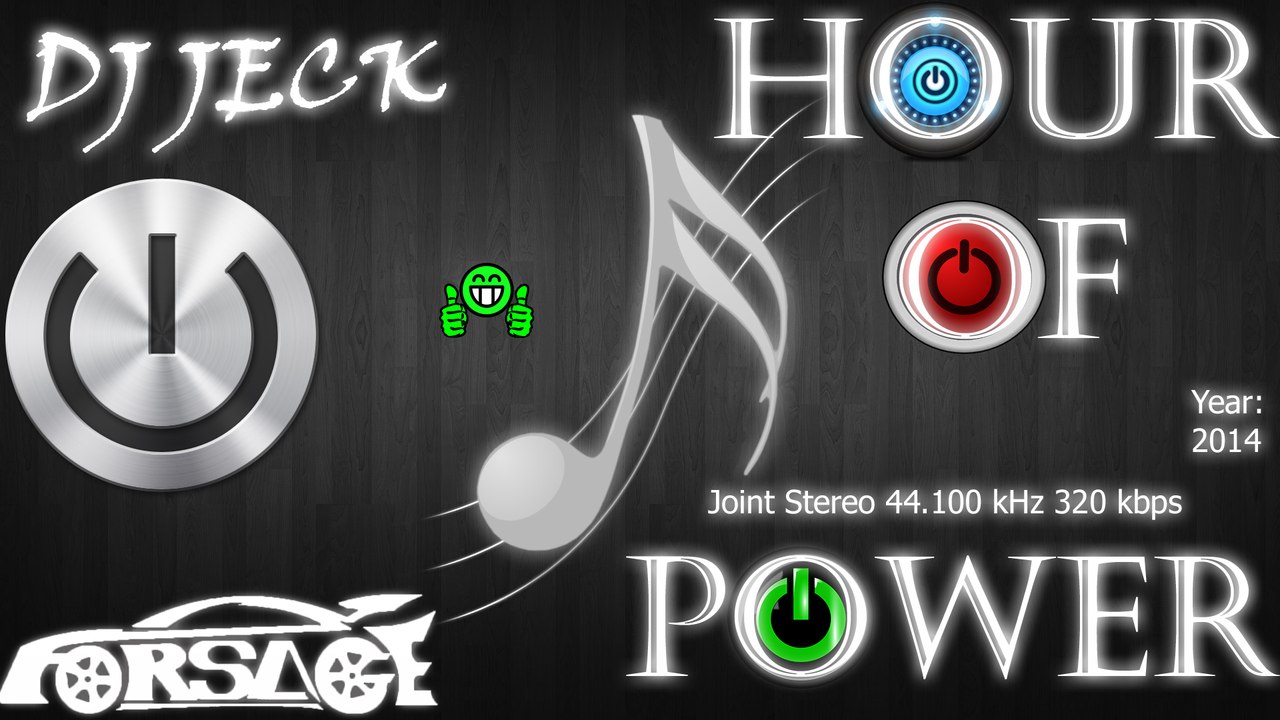 DJ JECK
HOUR
OF
Year:
2014
Joint Stereo 44.100 kHz 320 kbps
POWER
FORSAGE